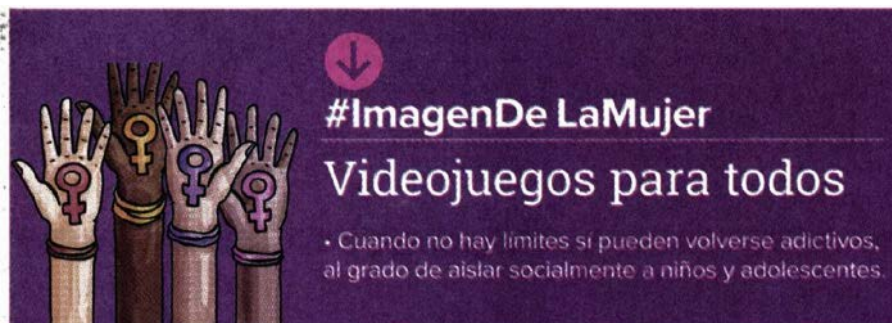 #ImagenDe LaMujer
Videojuegos para todos
• Cuando no hay límites sí pueden volverse adictivos,
al grado de aislar socialmente a niños y adolescentes.